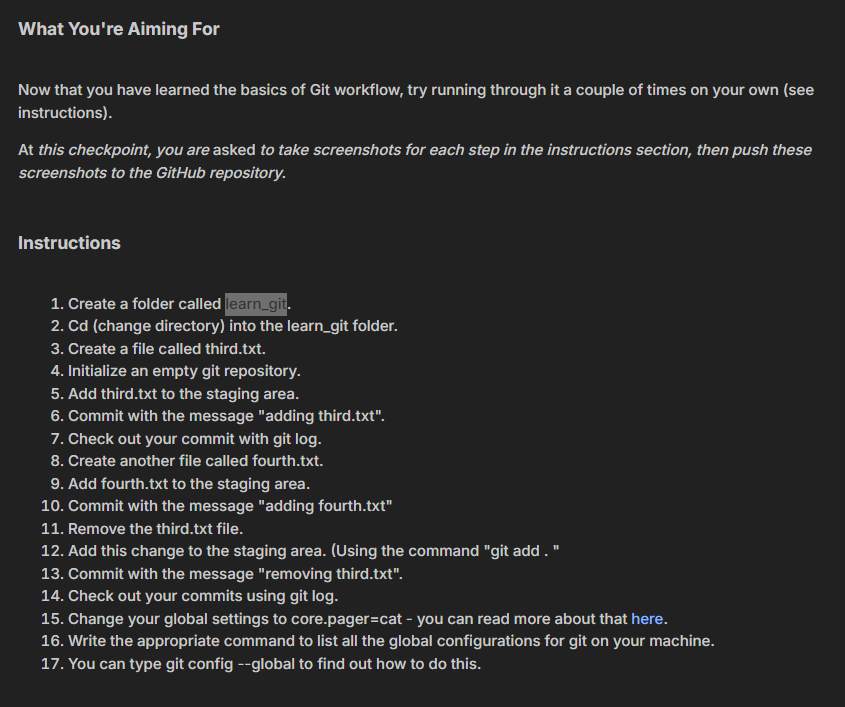 What You're Aiming For
Now that you have learned the basics of Git workflow, try running through it a couple of times on your own (see
instructions).
At this checkpoint, you are asked to take screenshots for each step in the instructions section, then push these
screenshots to the GitHub repository.
Instructions
1. Create a folder called learn_git.
2. Cd (change directory) into the learn_git folder.
3. Create a file called third.txt.
4. Initialize an empty git repository.
5. Add third.txt to the staging area.
6. Commit with the message "adding third.txt".
7. Check out your commit with git log.
8. Create another file called fourth.txt.
9. Add fourth.txt to the staging area.
10. Commit with the message "adding fourth.txt"
11. Remove the third.txt file.
12. Add this change to the staging area. (Using the command "git add . "
13. Commit with the message "removing third.txt".
14. Check out your commits using git log.
15. Change your global settings to core.pager=cat - you can read more about that here.
16. Write the appropriate command to list all the global configurations for git on your machine.
17. You can type git config --global to find out how to do this.